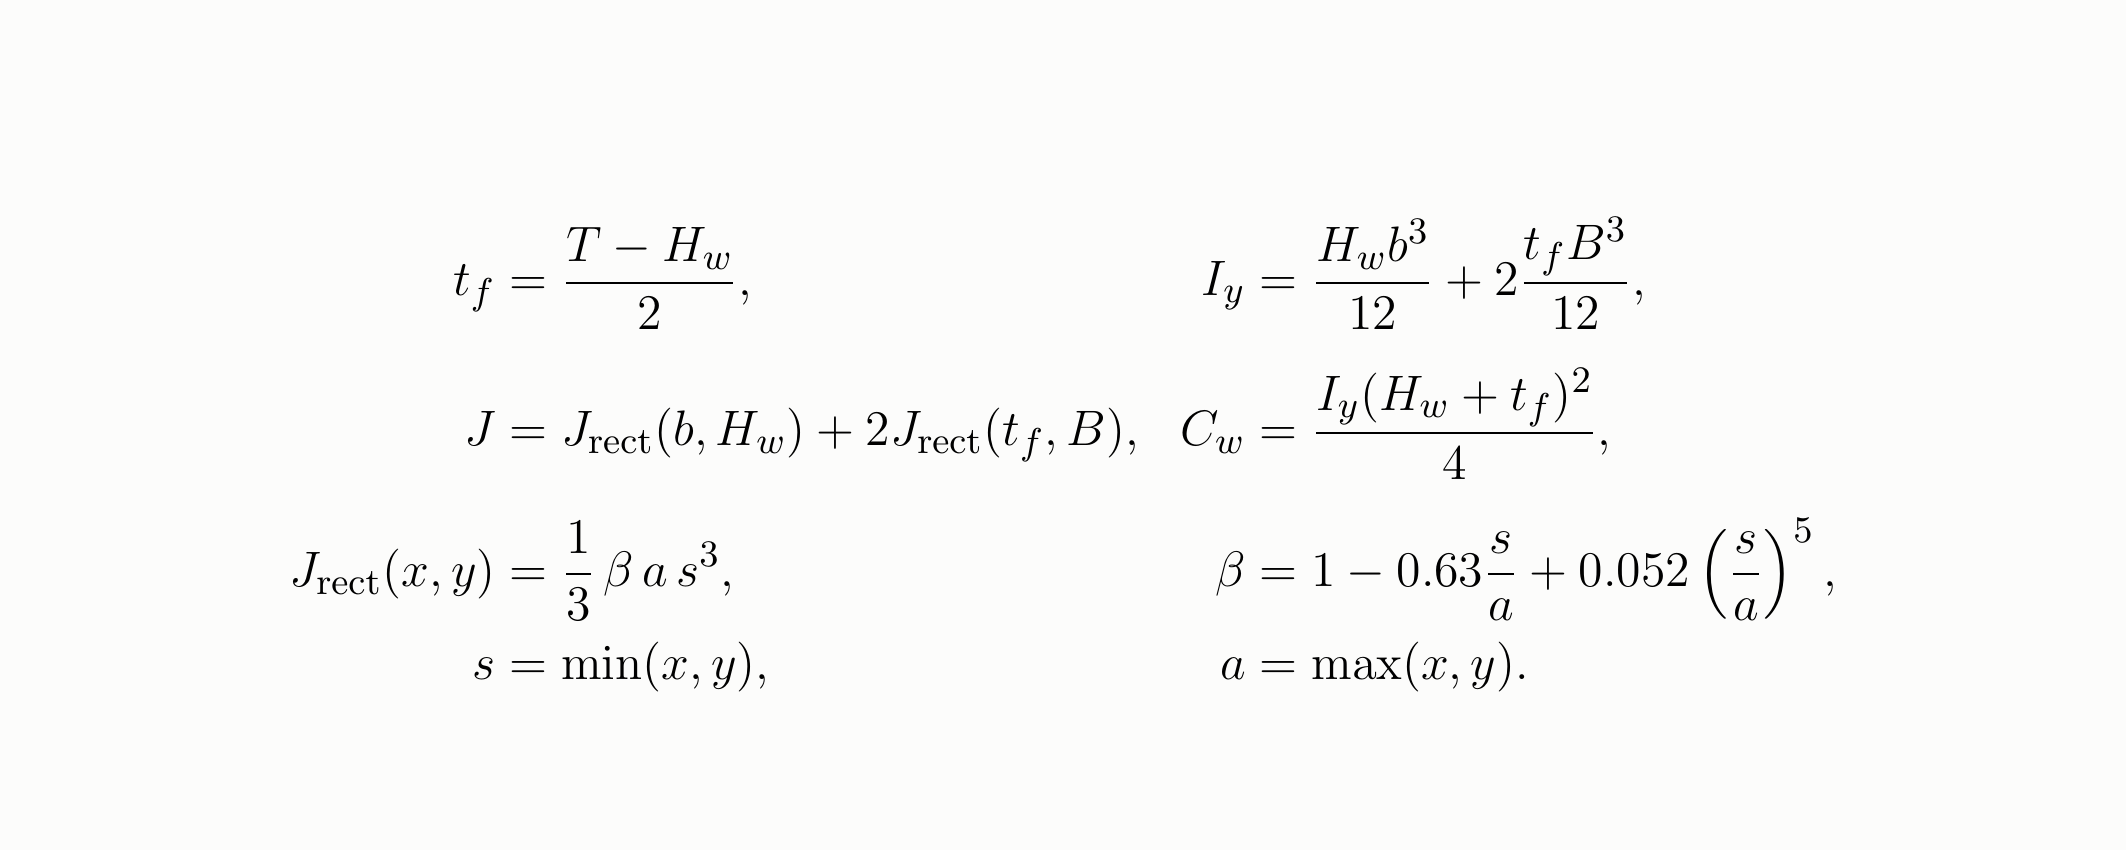 t_f = \frac{T - H_w}{2}, I_y = \frac{H_w b^3}{12} + 2\frac{t_f B^3}{12},
J = J_{\text{rect}}(b, H_w) + 2J_{\text{rect}}(t_f, B), C_w = \frac{I_y(H_w + t_f)^2}{4},
J_{\text{rect}}(x, y) = \frac{1}{3} \beta a s^3, \beta = 1 - 0.63\frac{s}{a} + 0.052\left(\frac{s}{a}\right)^5,
s = \min(x, y), a = \max(x, y).